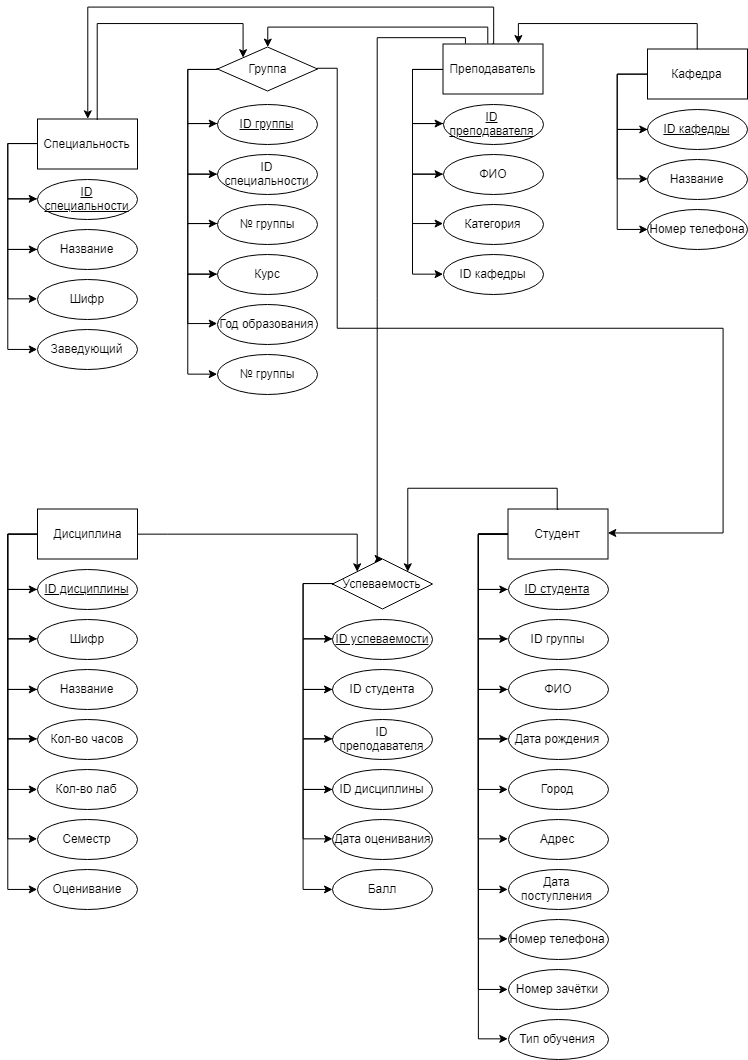 Специальность
ID
специальности
Название
Шифр
Заведующий
Группа
ID группы
ID
специальности
№ группы
Курс
Год образования
№ группы
Преподаватель
ID
преподавателя
ФИО
Категория
ID кафедры
Кафедра
ID кафедры
Название
Номер телефона
Дисциплина
ID дисциплины
Шифр
Название
Кол-во часов
Кол-во лаб
Семестр
Оценивание
Успеваемость
ID успеваемости
ID студента
ID
преподавателя
ID дисциплины
Дата оценивания
Балл
Студент
ID студента
ID группы
ФИО
Дата рождения
Город
Адрес
Дата
поступления
Номер телефона
Номер зачётки
Тип обучения